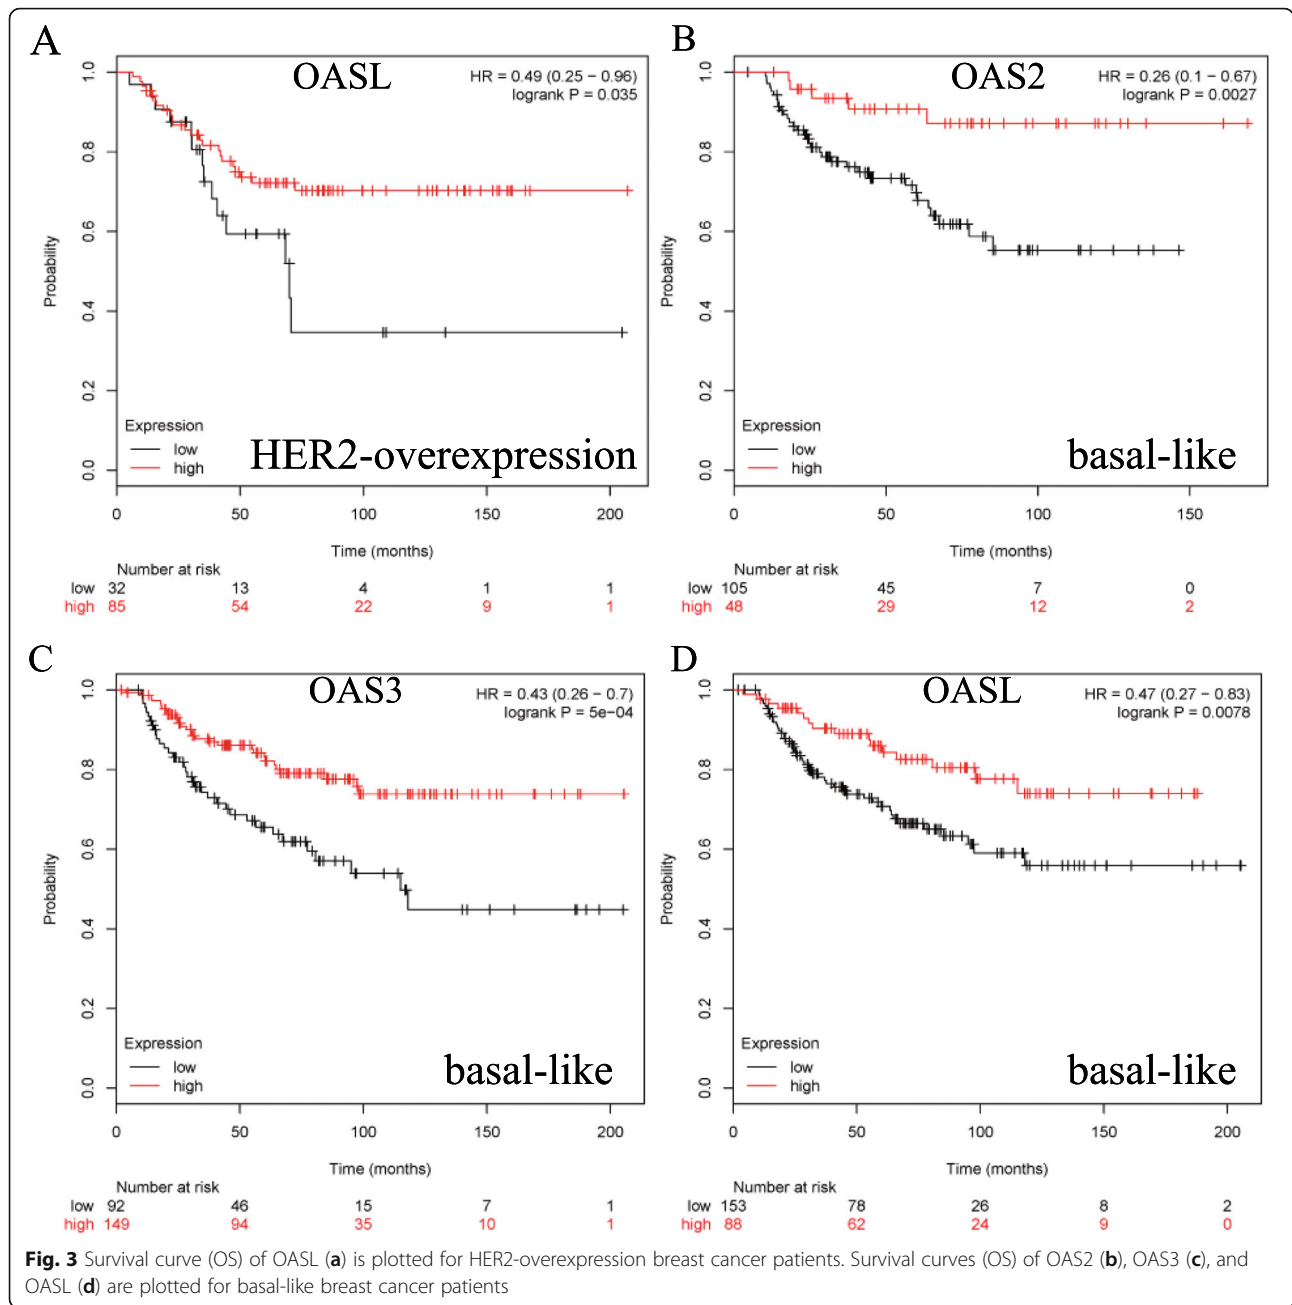 A
OASL
HR = 0.49 (0.25 − 0.96)
logrank P = 0.035
Probability
1.0
0.8
0.6
0.4
0.2
0.0
Expression
low
high
HER2-overexpression
0 50 100 150 200
Time (months)
Number at risk
low 32 13 4 1 1
high 85 54 22 9 1
B
OAS2
HR = 0.26 (0.1 − 0.67)
logrank P = 0.0027
Probability
1.0
0.8
0.6
0.4
0.2
0.0
Expression
low
high
basal-like
0 50 100 150
Time (months)
Number at risk
low 105 45 7 0
high 48 29 12 2
C
OAS3
HR = 0.43 (0.26 − 0.7)
logrank P = 5e−04
Probability
1.0
0.8
0.6
0.4
0.2
0.0
Expression
low
high
basal-like
0 50 100 150 200
Time (months)
Number at risk
low 92 46 15 7 1
high 149 94 35 10 1
D
OASL
HR = 0.47 (0.27 − 0.83)
logrank P = 0.0078
Probability
1.0
0.8
0.6
0.4
0.2
0.0
Expression
low
high
basal-like
0 50 100 150 200
Time (months)
Number at risk
low 153 78 26 8 2
high 88 62 24 9 0
Fig. 3 Survival curve (OS) of OASL (a) is plotted for HER2-overexpression breast cancer patients. Survival curves (OS) of OAS2 (b), OAS3 (c), and
OASL (d) are plotted for basal-like breast cancer patients